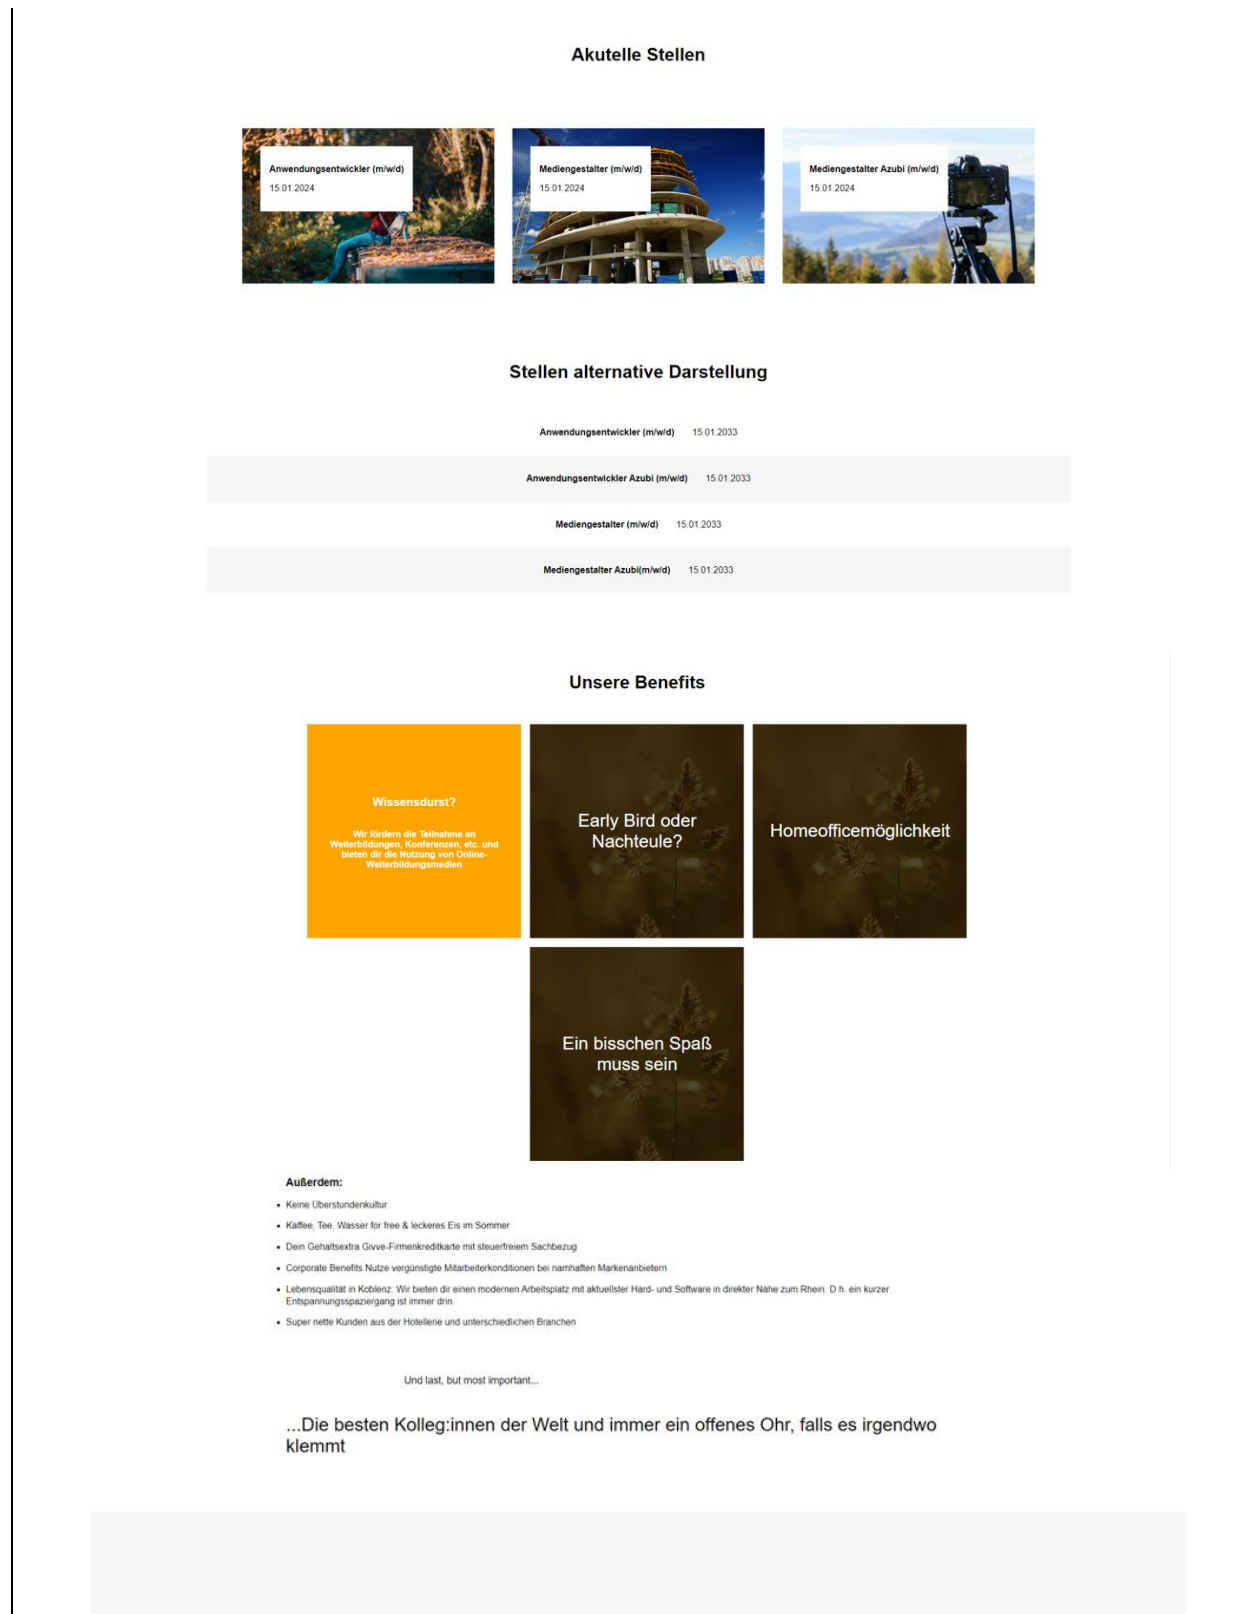 Akutelle Stellen
Anwendungsentwickler (m/w/d)
15.01.2024
Mediengestalter (m/w/d)
15.01.2024
Mediengestalter Azubi (m/w/d)
15.01.2024
Stellen alternative Darstellung
Anwendungsentwickler (m/w/d) 15.01.2033
Anwendungsentwickler Azubi (m/w/d) 15.01.2033
Mediengestalter (m/w/d) 15.01.2033
Mediengestalter Azubi(m/w/d) 15.01.2033
Unsere Benefits
Wissensdurst?
Wir fördern die Teilnahme an
Weiterbildungen, Konferenzen, etc. und
bieten dir die Nutzung von Online-
Weiterbildungsmedien
Early Bird oder
Nachteule?
Homeofficemöglichkeit
Ein bisschen Spaß
muss sein
Außerdem:
• Keine Überstundenkultur
• Kaffee, Tee, Wasser for free & leckeres Eis im Sommer
• Dein Gehaltsextra Givve-Firmenkreditkarte mit steuerfreiem Sachbezug
• Corporate Benefits Nutze vergünstigte Mitarbeiterkonditionen bei namhaften Markenanbietern
• Lebensqualität in Koblenz: Wir bieten dir einen modernen Arbeitsplatz mit aktuellster Hard- und Software in direkter Nähe zum Rhein. D.h. ein kurzer
Entspannungsspaziergang ist immer drin.
• Super nette Kunden aus der Hotellerie und unterschiedlichen Branchen
Und last, but most important...
...Die besten Kolleg:innen der Welt und immer ein offenes Ohr, falls es irgendwo
klemmt